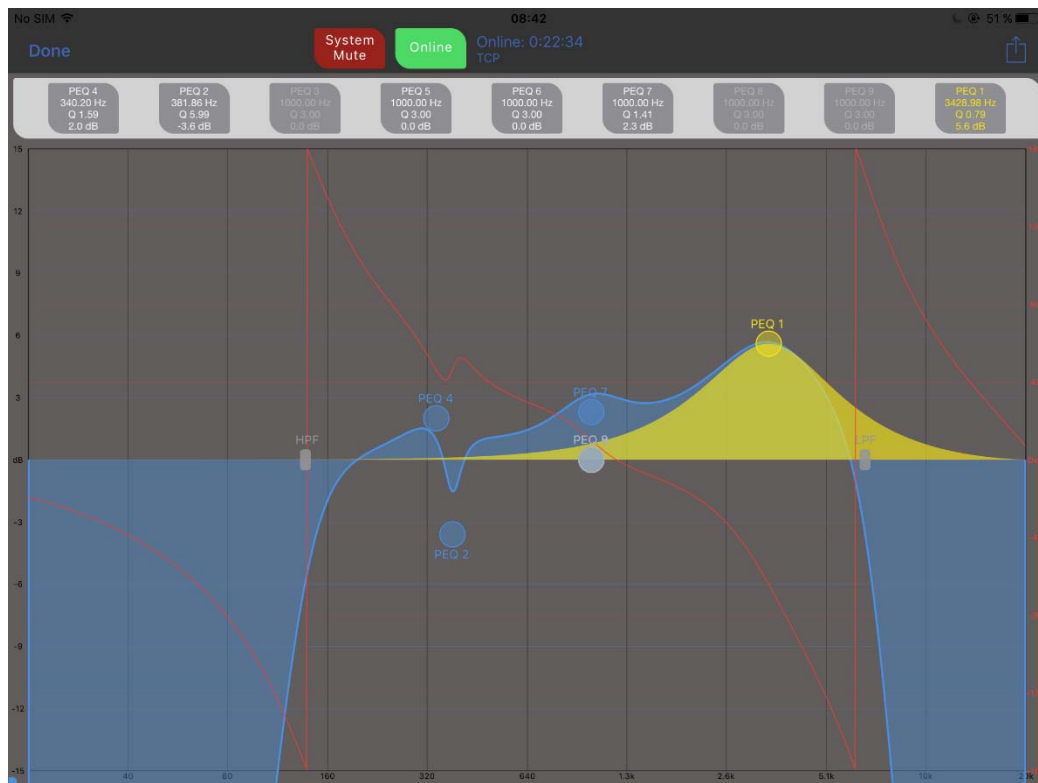 No SIM 08:42 51 %
Done System Mute Online Online: 0:22:34
TCP
PEQ 4
340.20 Hz
Q 1.59
2.0 dB
PEQ 2
381.86 Hz
Q 5.99
-3.6 dB
PEQ 3
1000.00 Hz
Q 3.00
0.0 dB
PEQ 5
1000.00 Hz
Q 3.00
0.0 dB
PEQ 6
1000.00 Hz
Q 3.00
0.0 dB
PEQ 7
1000.00 Hz
Q 1.41
2.3 dB
PEQ 8
1000.00 Hz
Q 3.00
0.0 dB
PEQ 9
1000.00 Hz
Q 3.00
0.0 dB
PEQ 1
3428.98 Hz
Q 0.79
5.6 dB
15
12
9
6
PEQ 1
3
PEQ 4
PEQ 7
HPF
LPF
dB
-3
PEQ 2
-6
-9
-12
-15
40 80 160 320 640 1.3k 2.6k 5.1k 10k